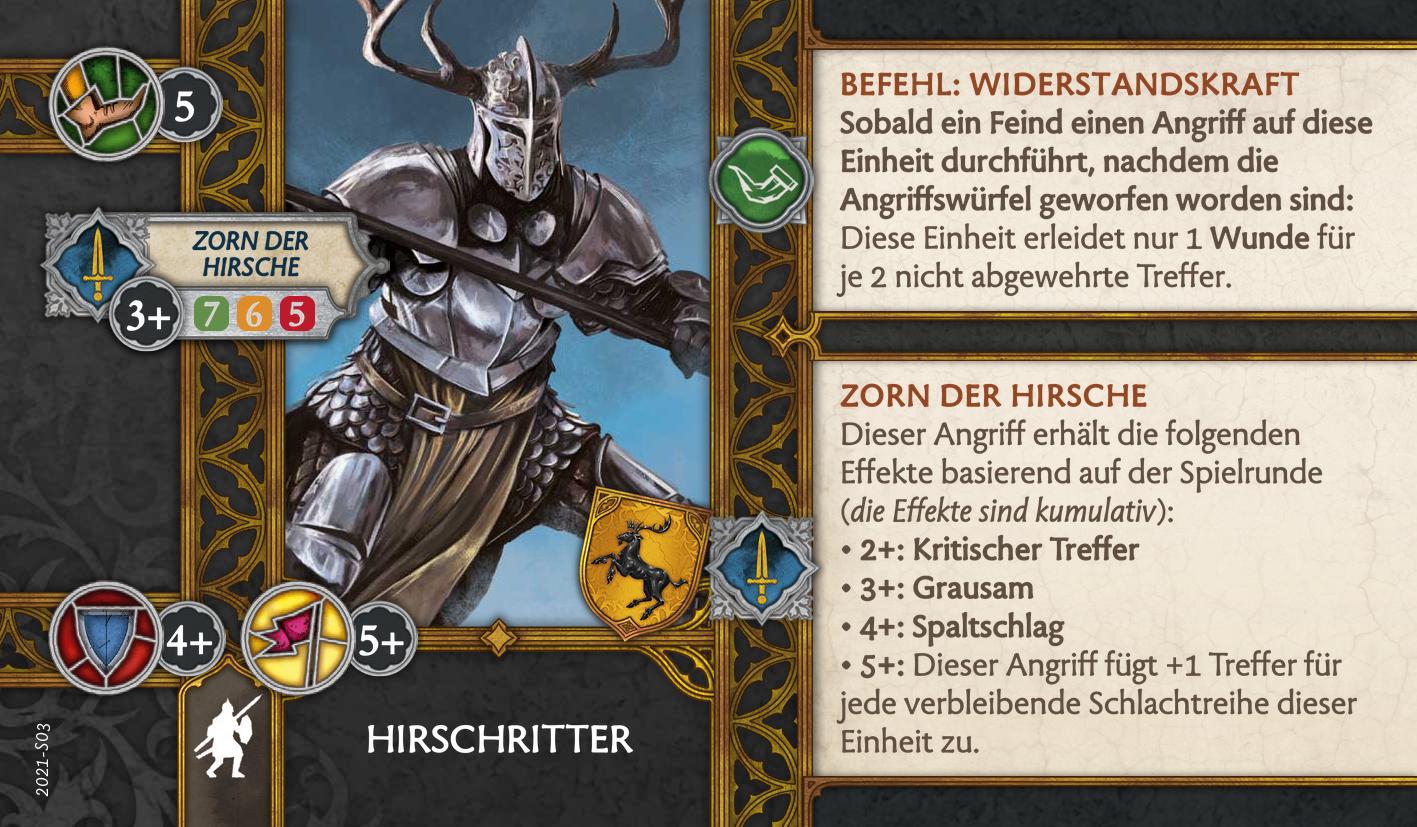 5
ZORN DER
HIRSCHE
3+ 7 6 5
4+ 5+
HIRSCHRITTER
2021-S03
BEFEHL: WIDERSTANDSKRAFT
Sobald ein Feind einen Angriff auf diese
Einheit durchführt, nachdem die
Angriffswürfel geworfen worden sind:
Diese Einheit erleidet nur 1 Wunde für
je 2 nicht abgewehrte Treffer.
ZORN DER HIRSCHE
Dieser Angriff erhält die folgenden
Effekte basierend auf der Spielrunde
(die Effekte sind kumulativ):
• 2+: Kritischer Treffer
• 3+: Grausam
• 4+: Spaltschlag
• 5+: Dieser Angriff fügt +1 Treffer für
jede verbleibende Schlachtreihe dieser
Einheit zu.